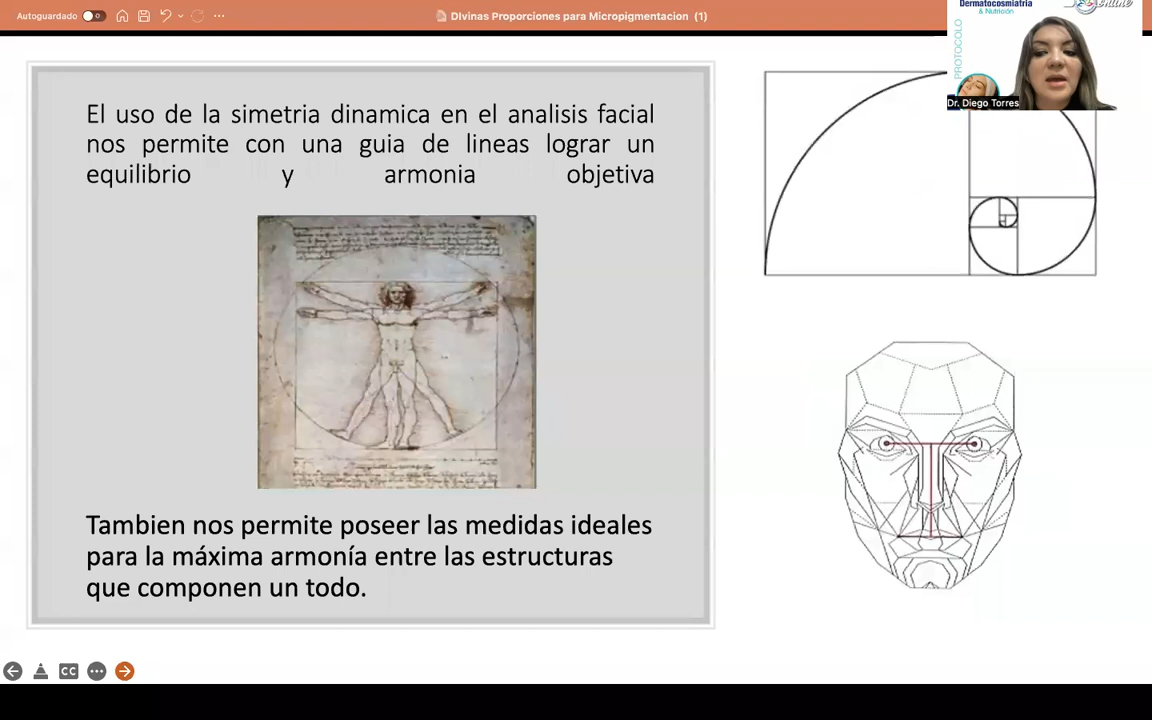 Autoguardado
DIvinas Proporciones para Micropigmentacion (1)
Dermatocosmiatria
& Nutrición
online
PROTOCOLO
Dr. Diego Torres
El uso de la simetria dinamica en el analisis facial
nos permite con una guia de lineas lograr un
equilibrio y armonia objetiva
Tambien nos permite poseer las medidas ideales
para la máxima armonía entre las estructuras
que componen un todo.
CC